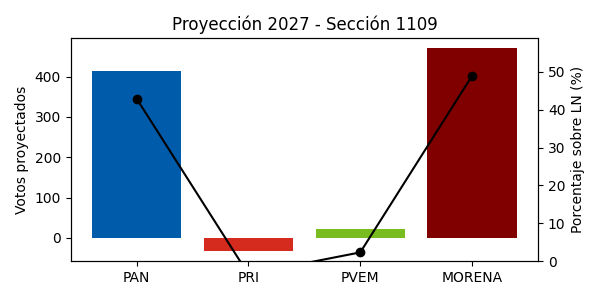 Proyección 2027 - Sección 1109
Votos proyectados
400
300
200
100
0
50
40
30
20
10
0
Porcentaje sobre LN (%)
PAN PRI PVEM MORENA